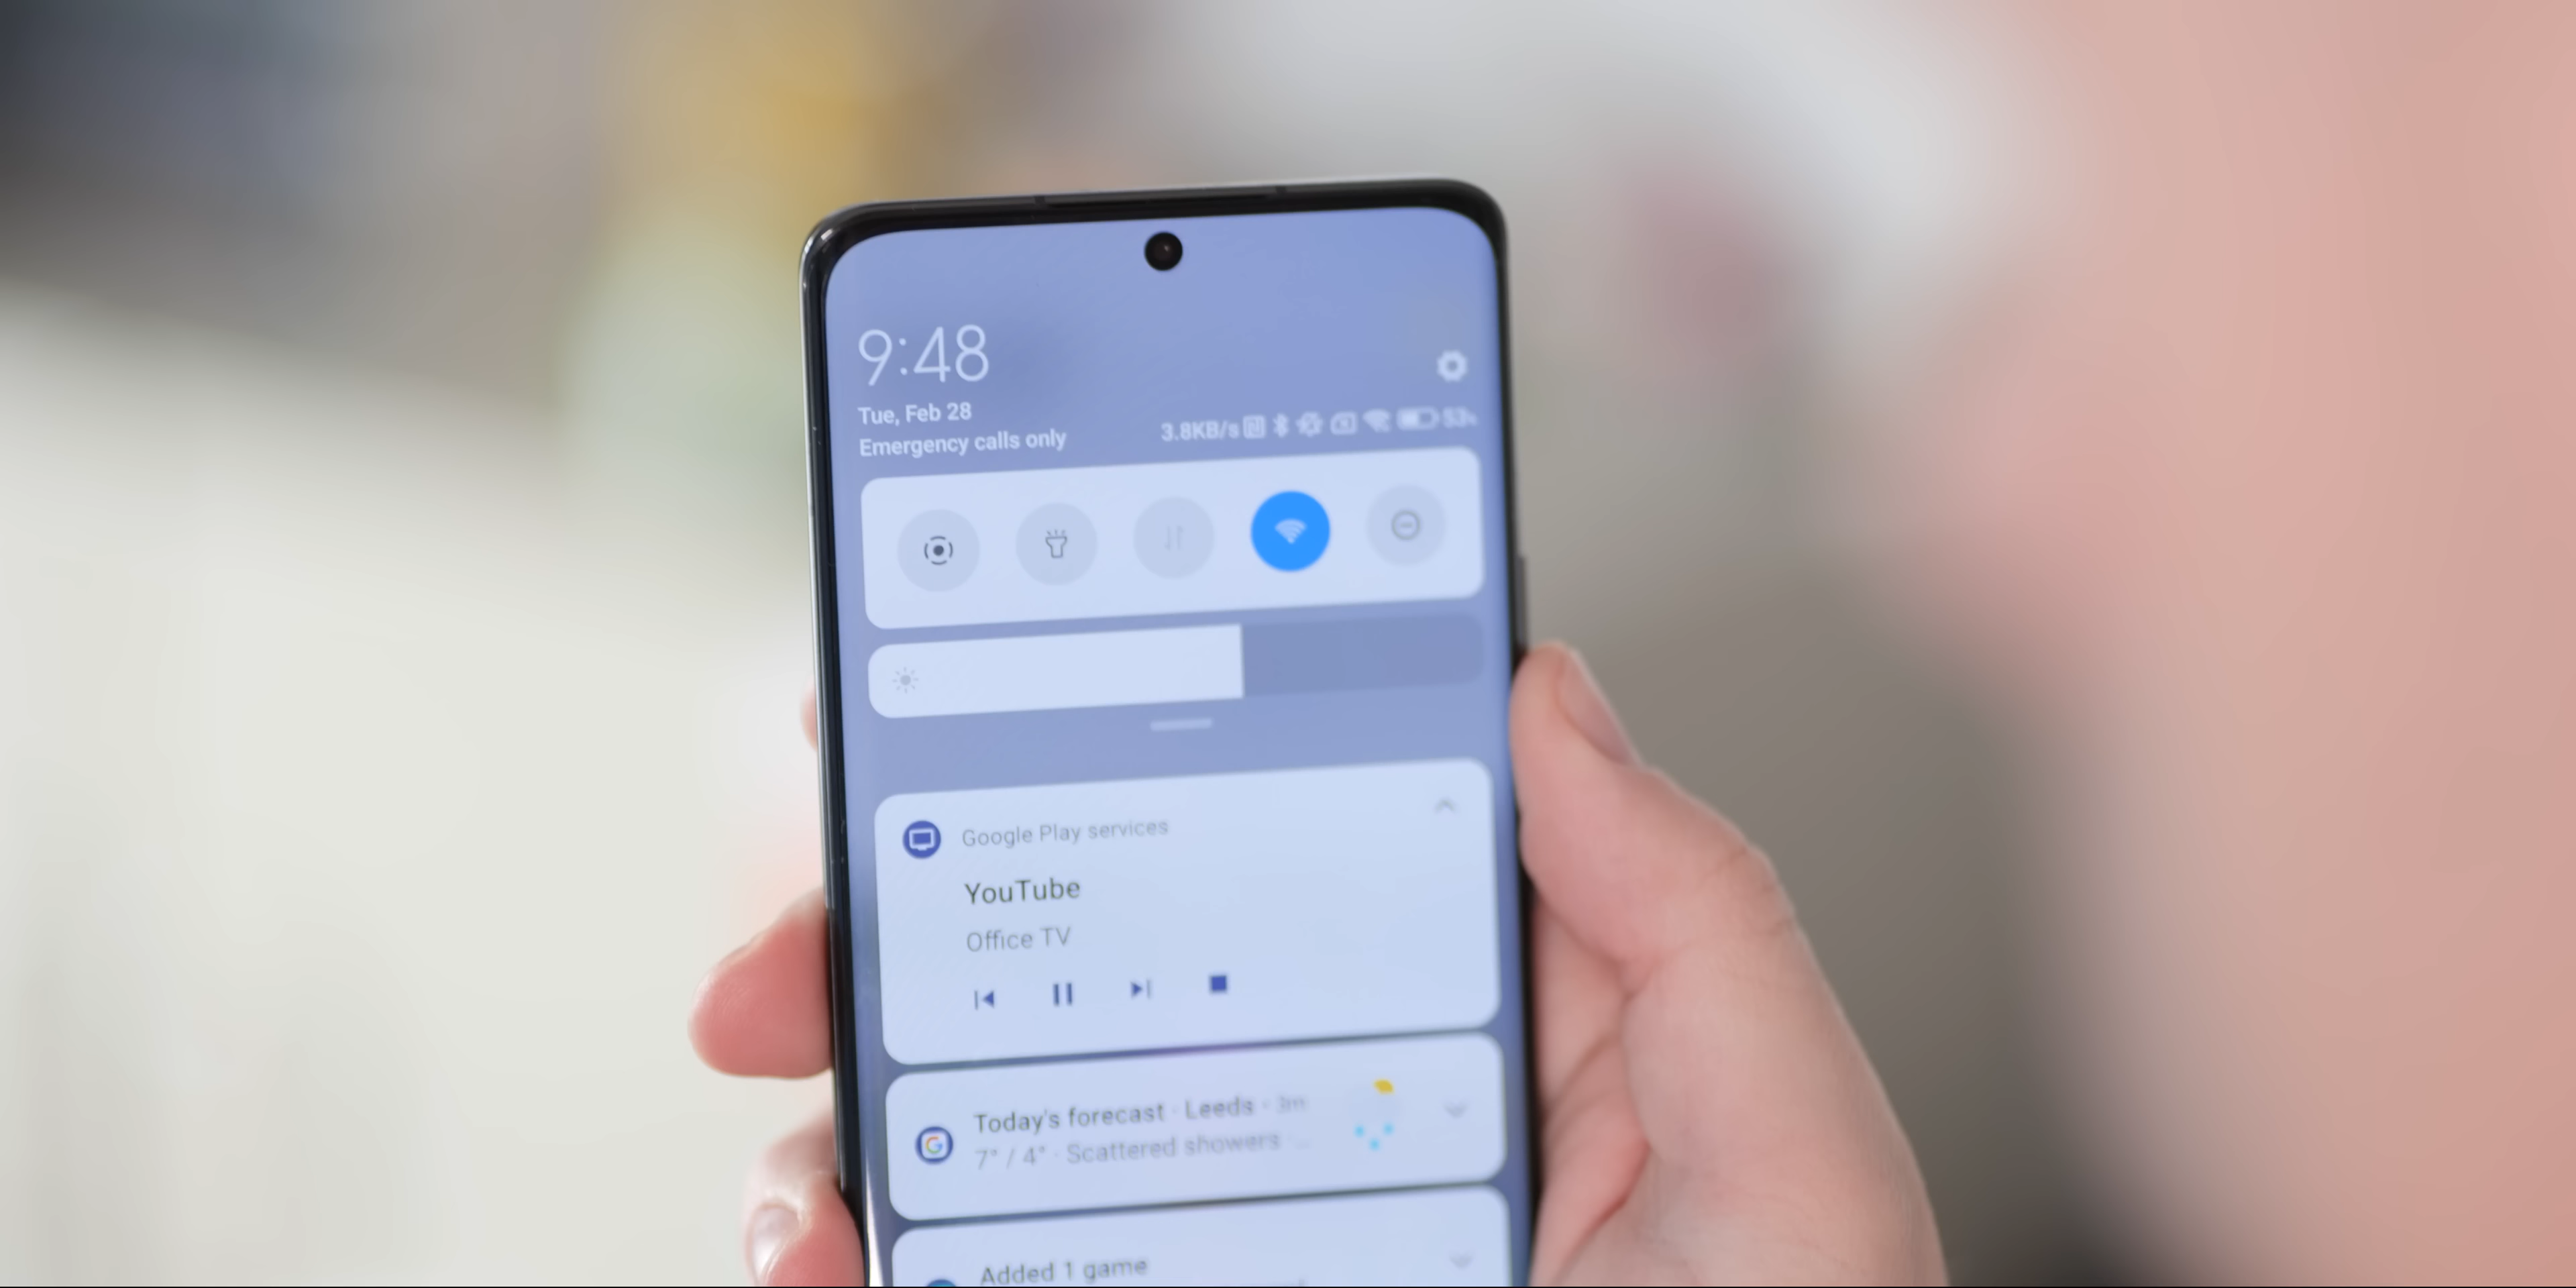 9:48
Tue, Feb 28
Emergency calls only
3.8KB/s 53%
Google Play services
YouTube
Office TV
Today's forecast · Leeds · 3m
7° / 4° · Scattered showers ...
Added 1 game